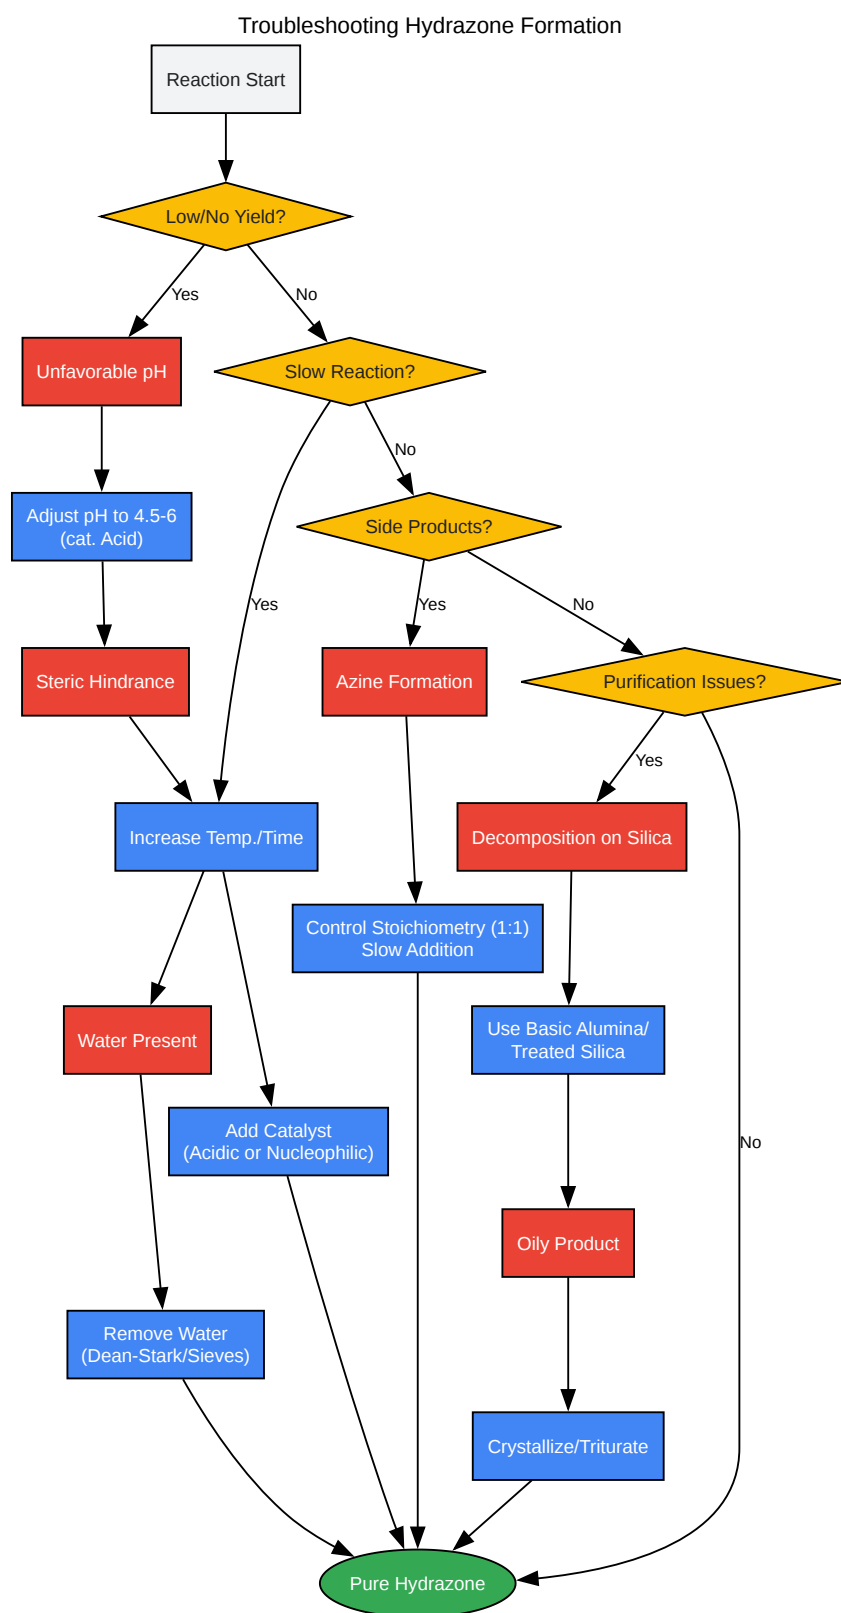 Troubleshooting Hydrazone Formation
Reaction Start
Low/No Yield?
Yes
No
Unfavorable pH
Slow Reaction?
No
Adjust pH to 4.5-6
(cat. Acid)
Side Products?
Yes
Yes
No
Steric Hindrance
Azine Formation
Purification Issues?
Yes
Increase Temp./Time
Decomposition on Silica
Control Stoichiometry (1:1)
Slow Addition
Water Present
Use Basic Alumina/
Treated Silica
Add Catalyst
(Acidic or Nucleophilic)
No
Oily Product
Remove Water
(Dean-Stark/Sieves)
Crystallize/Triturate
Pure Hydrazone